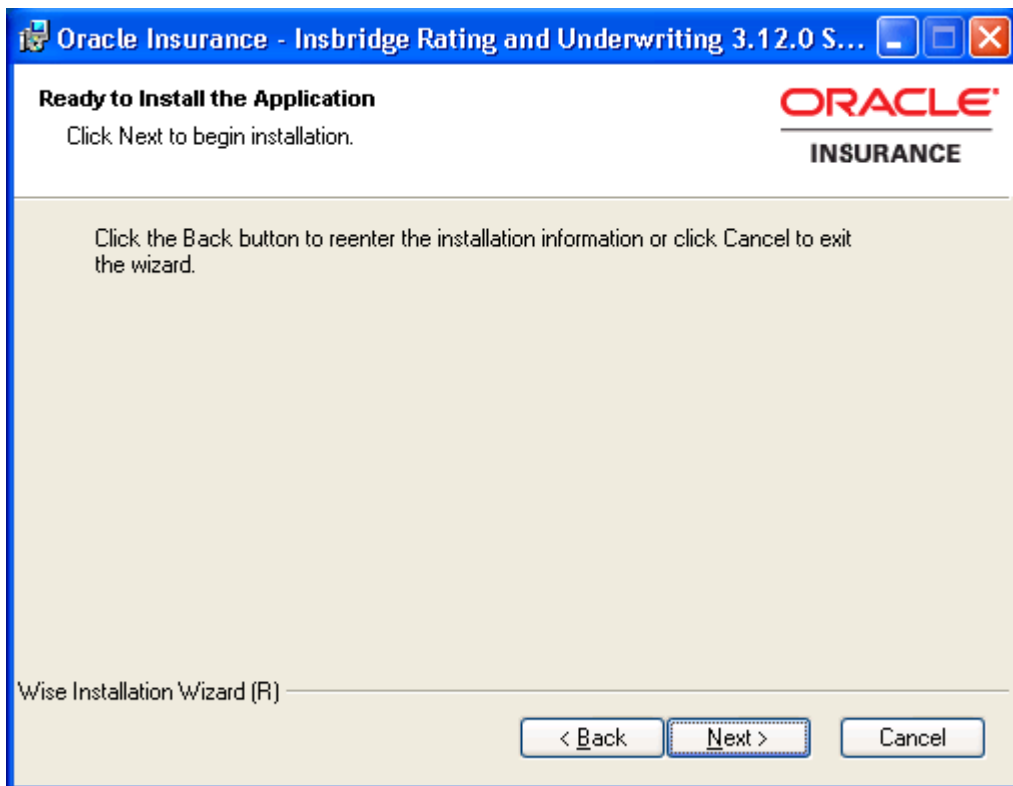 Oracle Insurance - Insbridge Rating and Underwriting 3.12.0 S...
Ready to Install the Application
Click Next to begin installation.
ORACLE
INSURANCE
Click the Back button to reenter the installation information or click Cancel to exit
the wizard.
Wise Installation Wizard (R)
< Back
Next >
Cancel